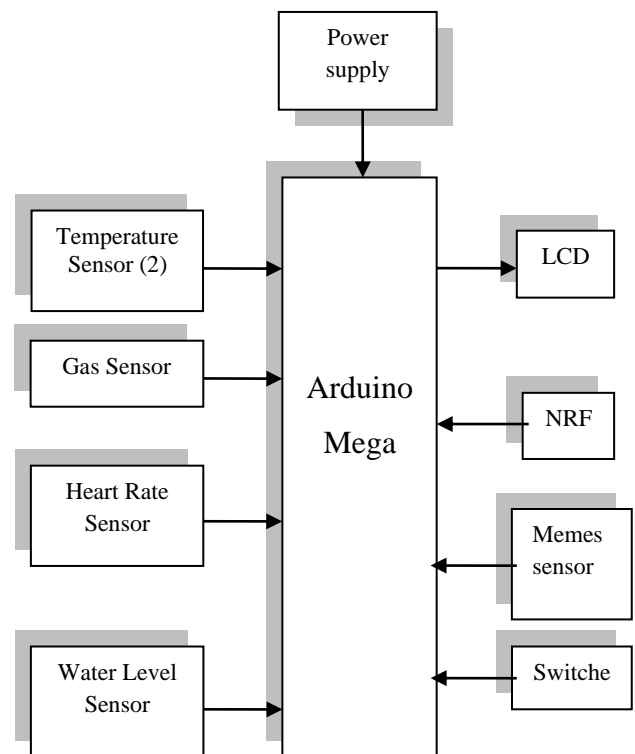 Power
supply
Temperature
Sensor (2)
LCD
Gas Sensor
Arduino
Mega
NRF
Heart Rate
Sensor
Memes
sensor
Water Level
Sensor
Switche